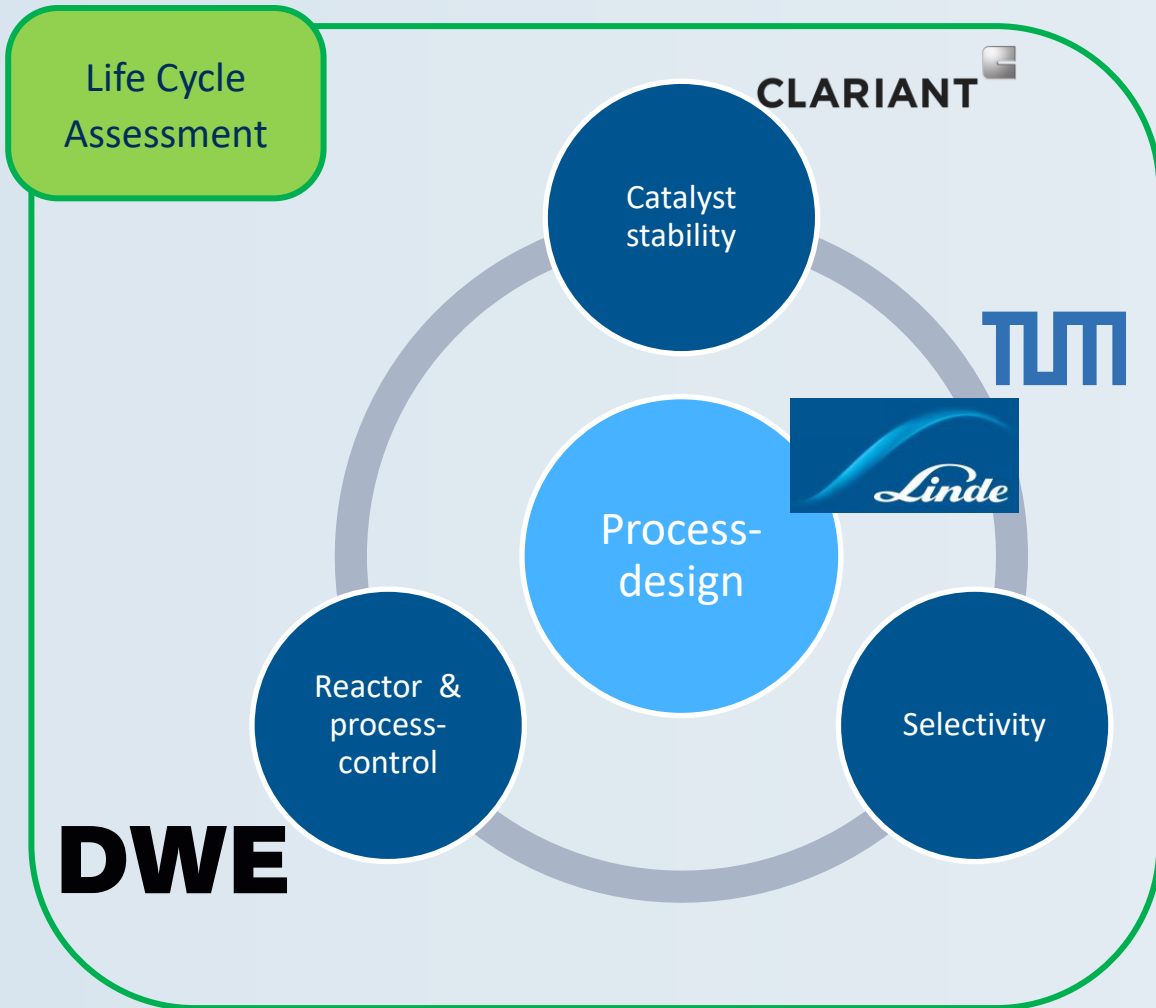 Life Cycle
Assessment
CLARIANT
Catalyst
stability
TUM
Linde
Process-
design
Reactor &
process-
control
Selectivity
DWE